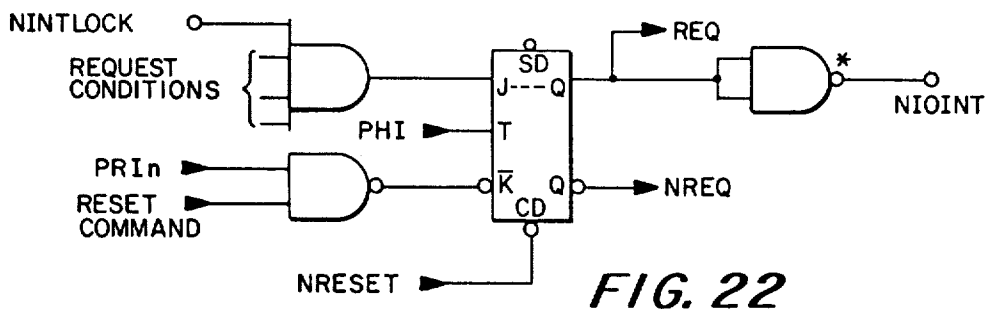 NINTLOCK
REQUEST
CONDITIONS
PRIn
RESET
COMMAND
PHI
NRESET
SD
J---Q
T
K̅ Q
CD
REQ
NREQ
*
NIOINT
FIG. 22